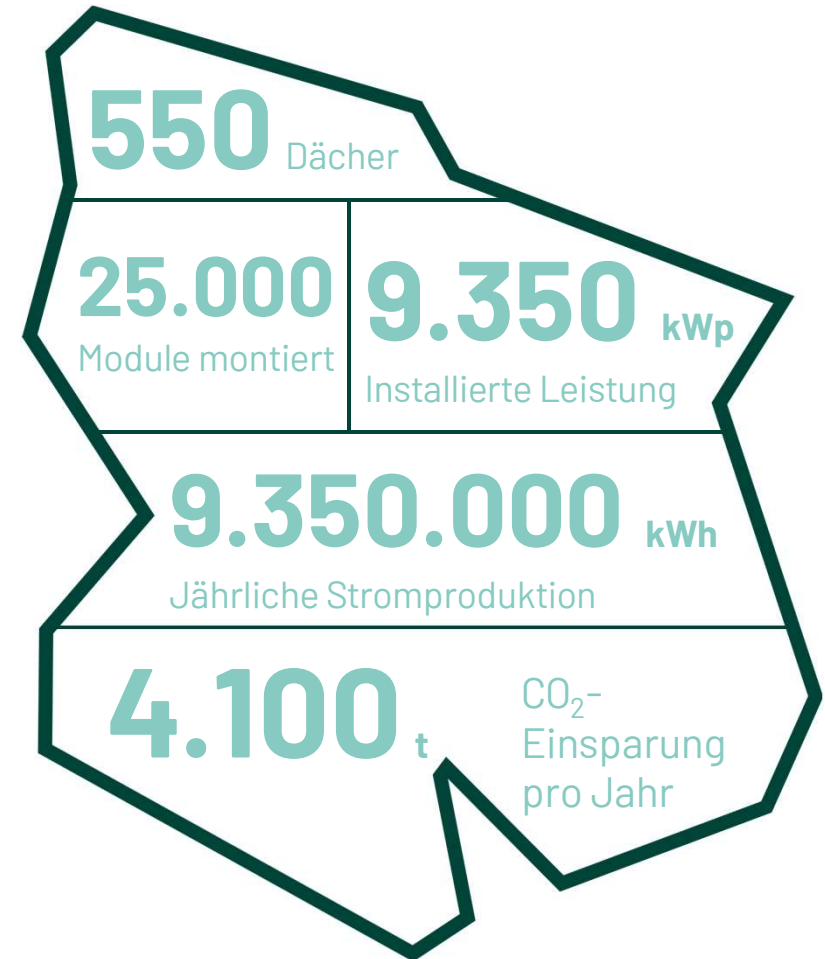 550 Dächer
25.000
Module montiert
9.350 kWp
Installierte Leistung
9.350.000 kWh
Jährliche Stromproduktion
4.100 t
CO₂-
Einsparung
pro Jahr